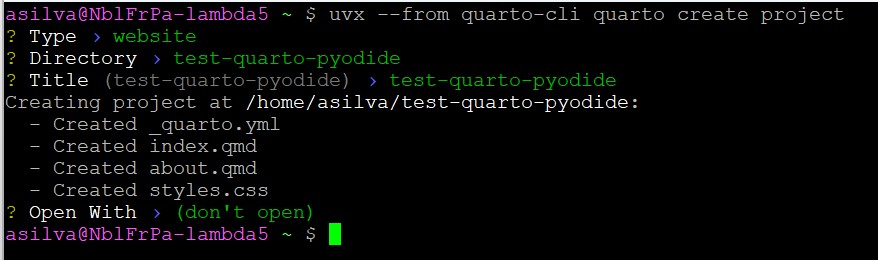 asilva@NblFrPa-lambda5 ~ $ uvx --from quarto-cli quarto create project
? Type › website
? Directory › test-quarto-pyodide
? Title (test-quarto-pyodide) › test-quarto-pyodide
Creating project at /home/asilva/test-quarto-pyodide:
  - Created _quarto.yml
  - Created index.qmd
  - Created about.qmd
  - Created styles.css
? Open With › (don't open)
asilva@NblFrPa-lambda5 ~ $